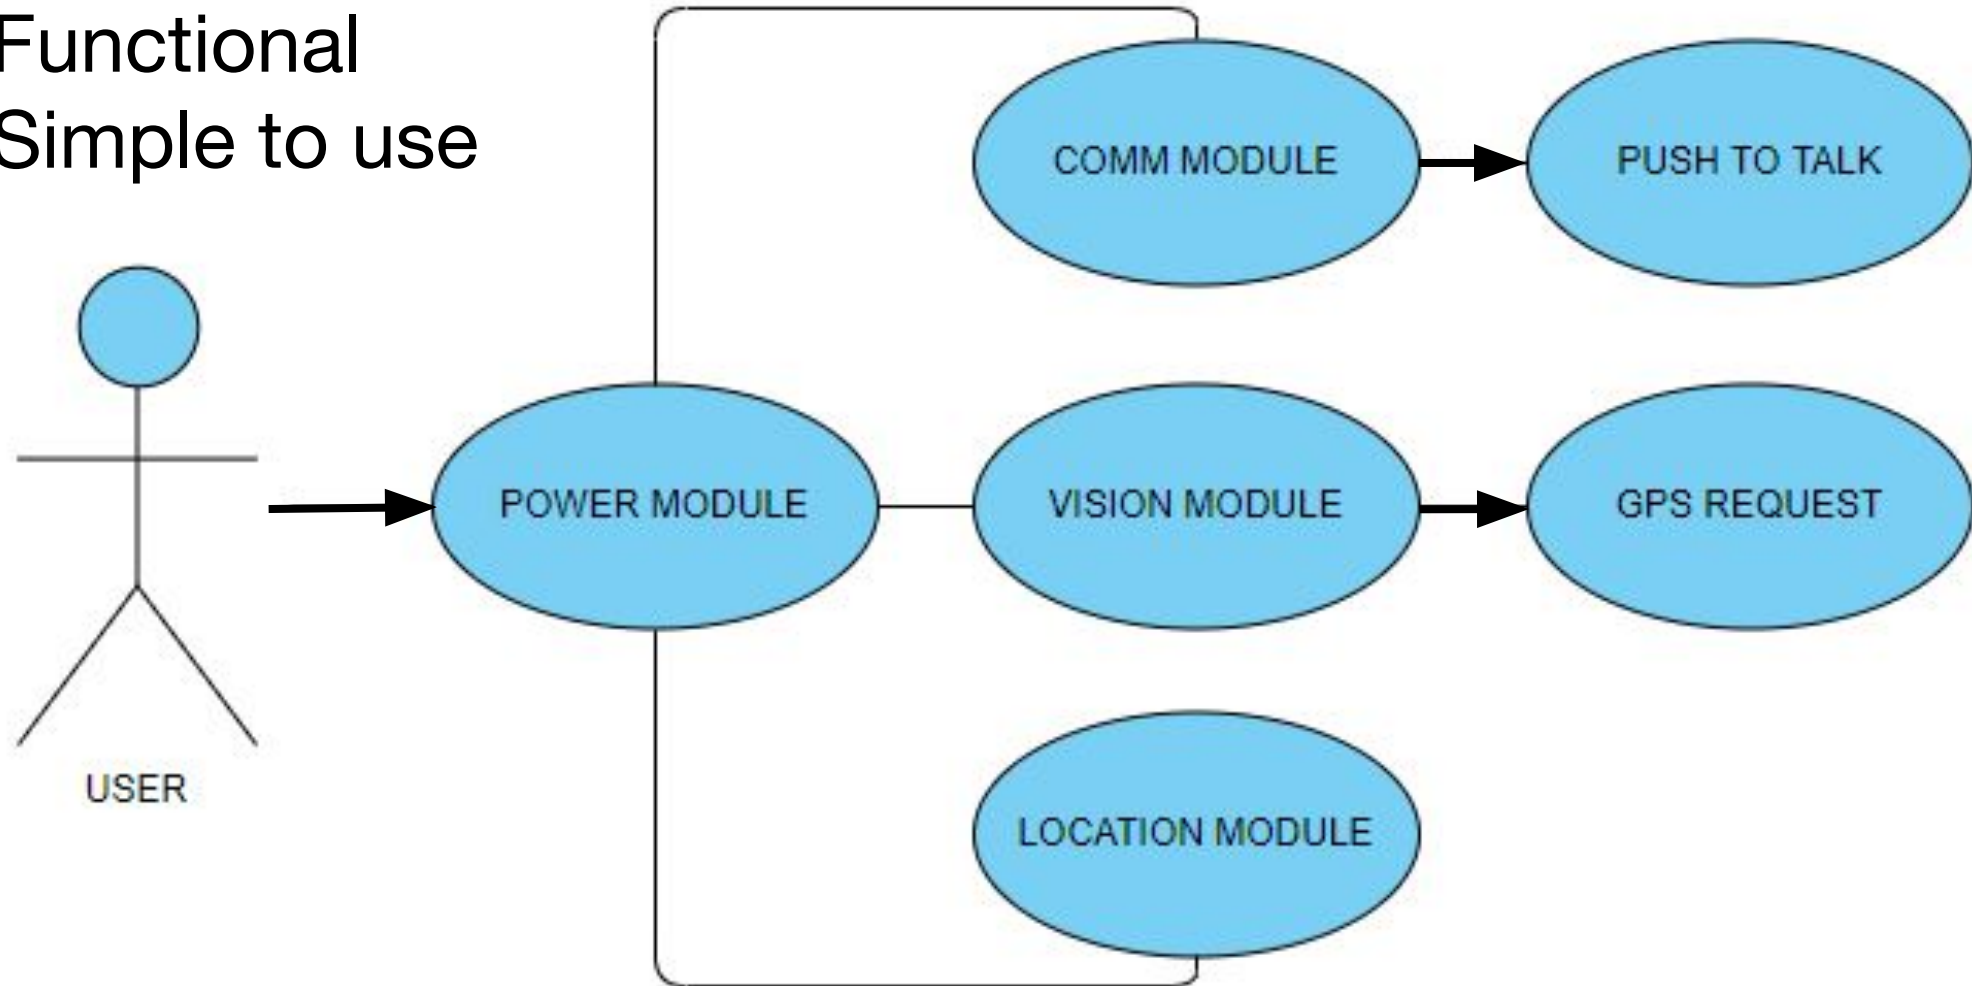 Functional
Simple to use
COMM MODULE
PUSH TO TALK
POWER MODULE
VISION MODULE
GPS REQUEST
USER
LOCATION MODULE